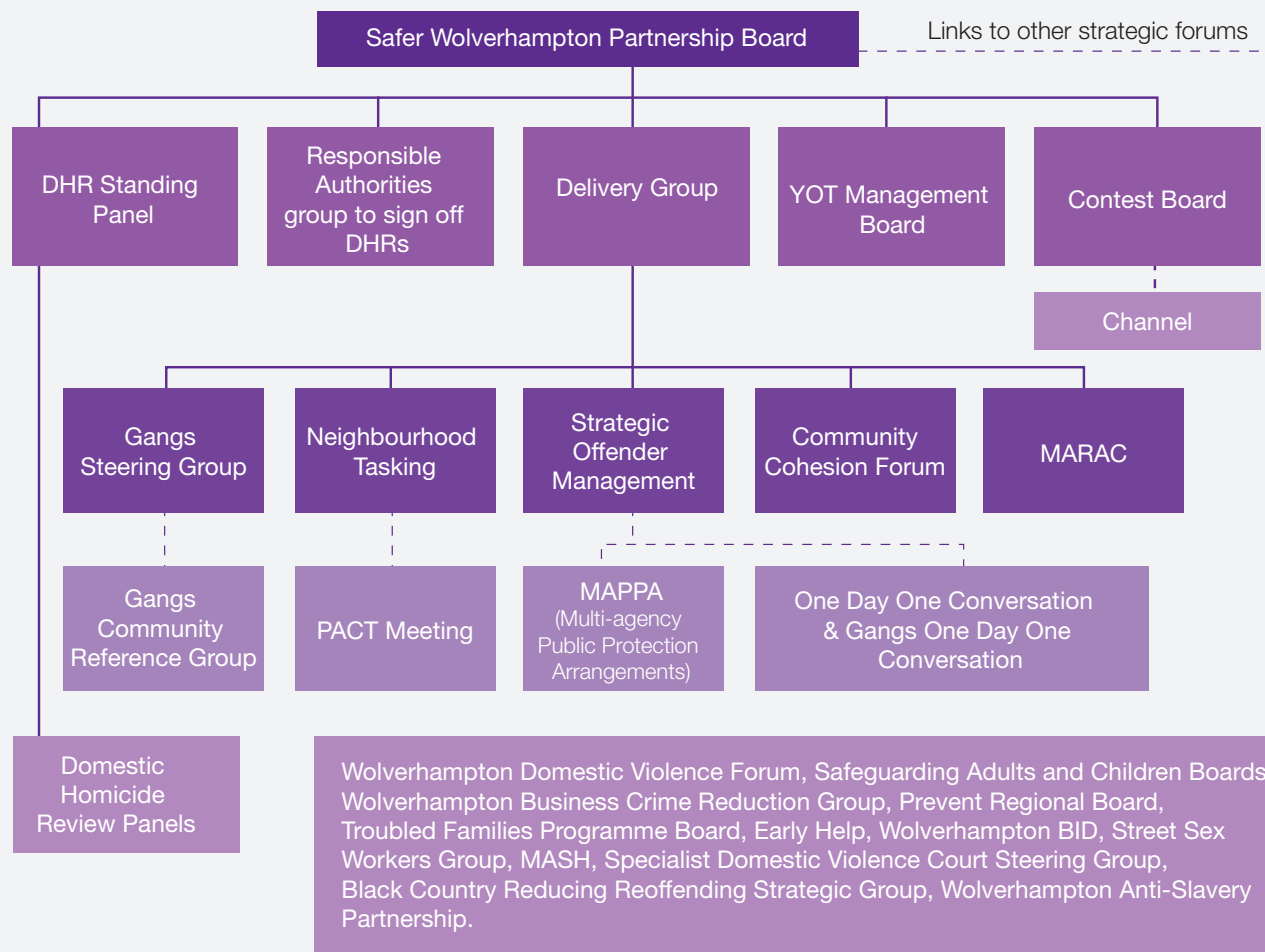 Safer Wolverhampton Partnership Board
Links to other strategic forums
DHR Standing
Panel
Responsible
Authorities
group to sign off
DHRs
Delivery Group
YOT Management
Board
Contest Board
Channel
Gangs
Steering Group
Neighbourhood
Tasking
Strategic
Offender
Management
Community
Cohesion Forum
MARAC
Gangs
Community
Reference Group
PACT Meeting
MAPPA
(Multi-agency
Public Protection
Arrangements)
One Day One Conversation
& Gangs One Day One
Conversation
Domestic
Homicide
Review Panels
Wolverhampton Domestic Violence Forum, Safeguarding Adults and Children Boards
Wolverhampton Business Crime Reduction Group, Prevent Regional Board,
Troubled Families Programme Board, Early Help, Wolverhampton BID, Street Sex
Workers Group, MASH, Specialist Domestic Violence Court Steering Group,
Black Country Reducing Reoffending Strategic Group, Wolverhampton Anti-Slavery
Partnership.